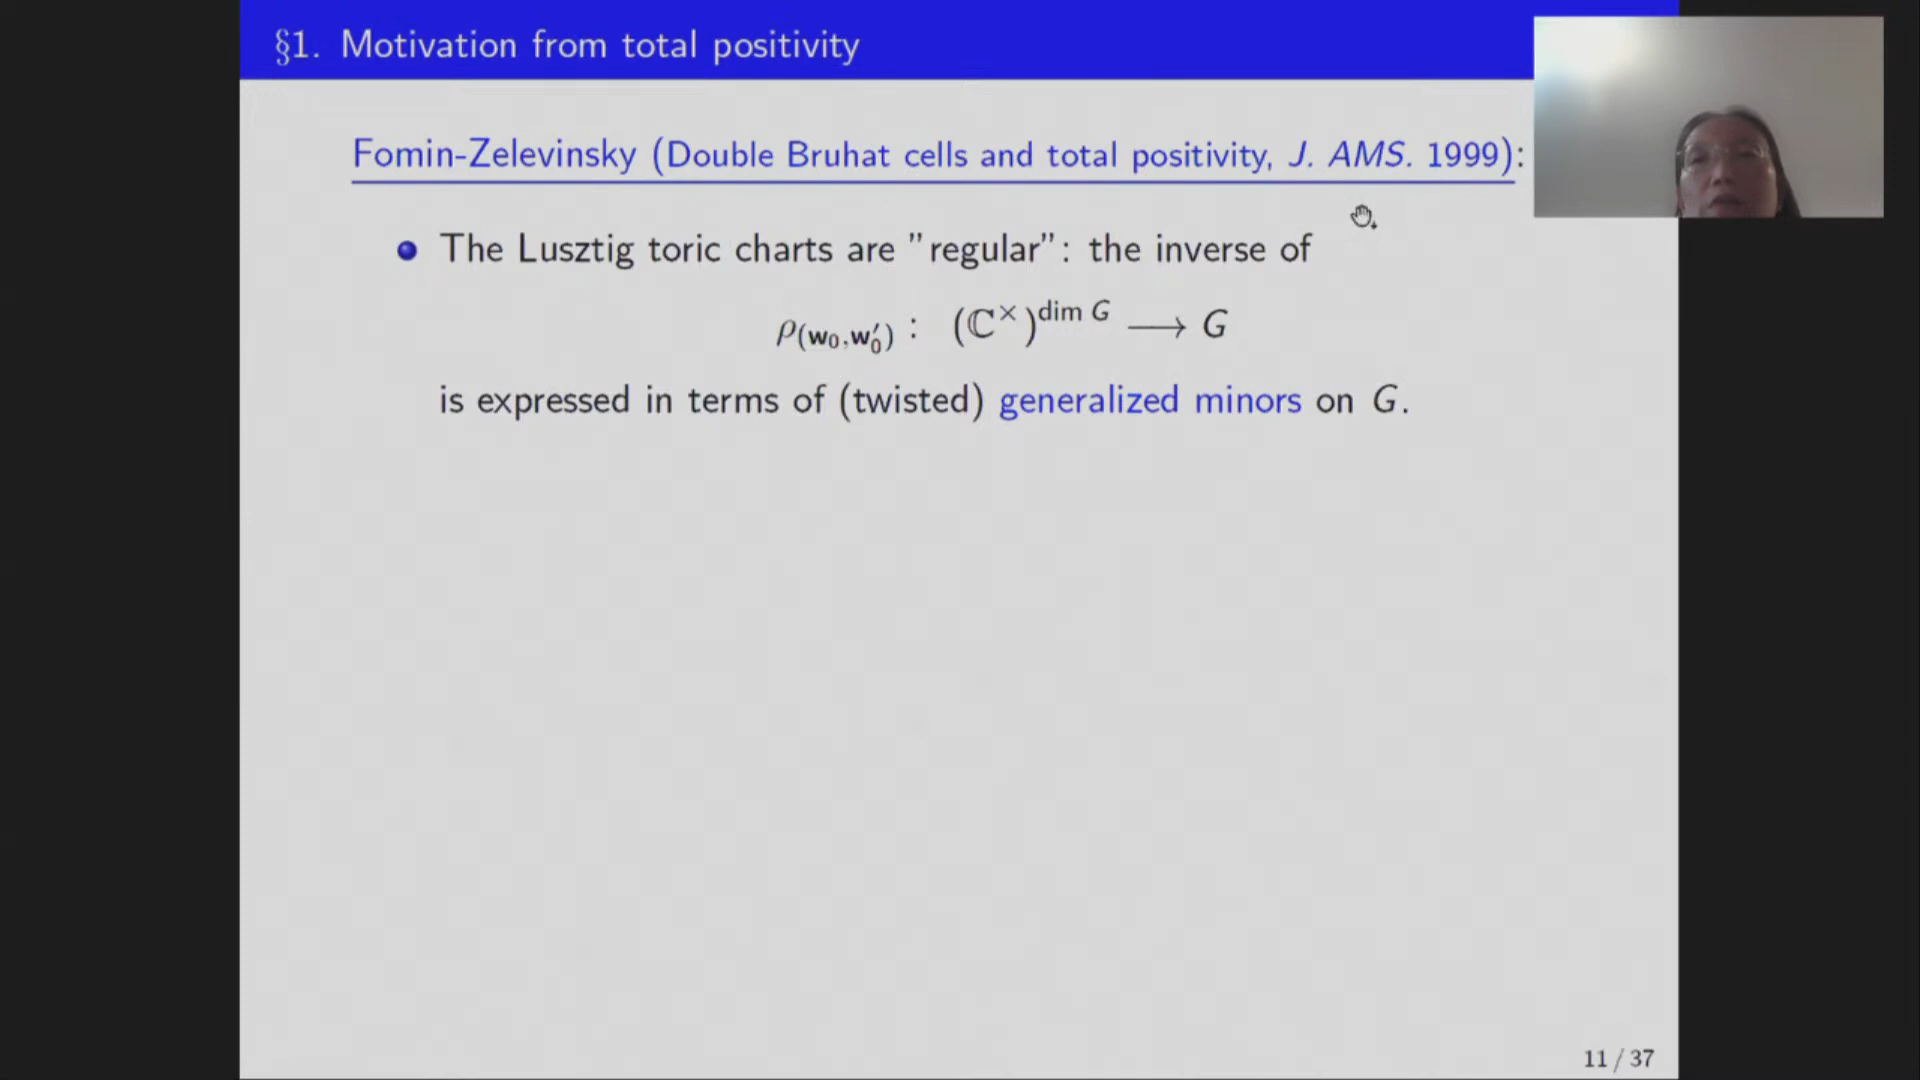 §1. Motivation from total positivity
Fomin-Zelevinsky (Double Bruhat cells and total positivity, J. AMS. 1999):
The Lusztig toric charts are "regular": the inverse of
ρ(w₀,w₀′) : (ℂ×)^dim G ⟶ G
is expressed in terms of (twisted) generalized minors on G.
11 / 37